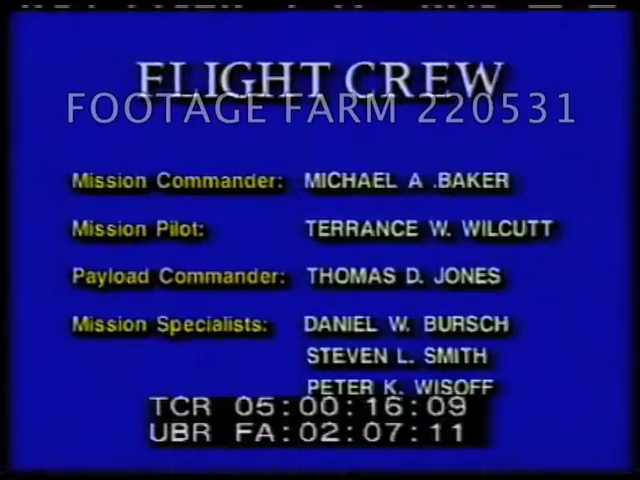 FLIGHT CREW
FOOTAGE FARM 220531
Mission Commander: MICHAEL A .BAKER
Mission Pilot: TERRANCE W. WILCUTT
Payload Commander: THOMAS D. JONES
Mission Specialists: DANIEL W. BURSCH
STEVEN L. SMITH
PETER K. WISOFF
TCR 05:00:16:09
UBR FA:02:07:11